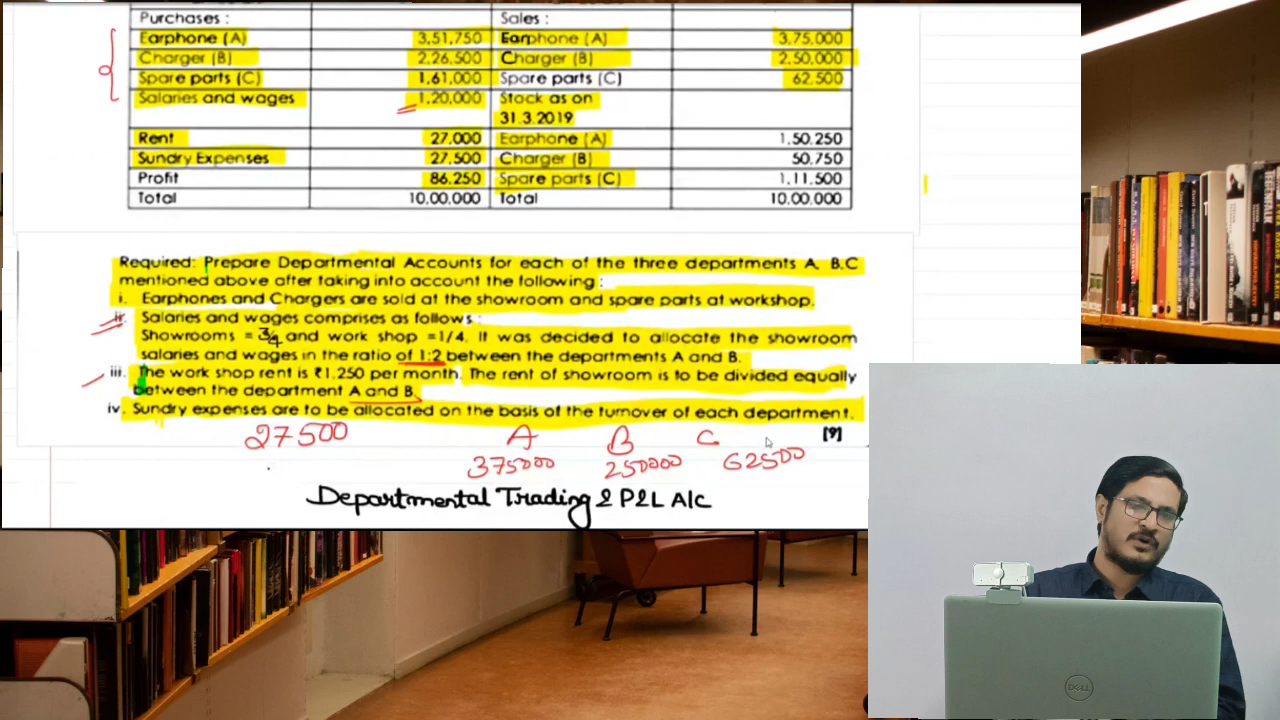 Purchases : Sales :
Earphone (A) 3,51,750 Earphone (A) 3,75,000
Charger (B) 2,26,500 Charger (B) 2,50,000
Spare parts (C) 1,61,000 Spare parts (C) 62,500
Salaries and wages 1,20,000 Stock as on
31.3.2019
Rent 27,000 Earphone (A) 1,50,250
Sundry Expenses 27,500 Charger (B) 50,750
Profit 86,250 Spare parts (C) 1,11,500
Total 10,00,000 Total 10,00,000
Required: Prepare Departmental Accounts for each of the three departments A, B,C
mentioned above after taking into account the following :
i. Earphones and Chargers are sold at the showroom and spare parts at workshop.
ii. Salaries and wages comprises as follows :
Showrooms = 3/4 and work shop =1/4. It was decided to allocate the showroom
salaries and wages in the ratio of 1:2 between the departments A and B.
iii. The work shop rent is ₹1,250 per month. The rent of showroom is to be divided equally
between the department A and B.
iv. Sundry expenses are to be allocated on the basis of the turnover of each department.
[9]
27500 A B C
375000 250000 62500
Departmental Trading & P&L A/C
DELL